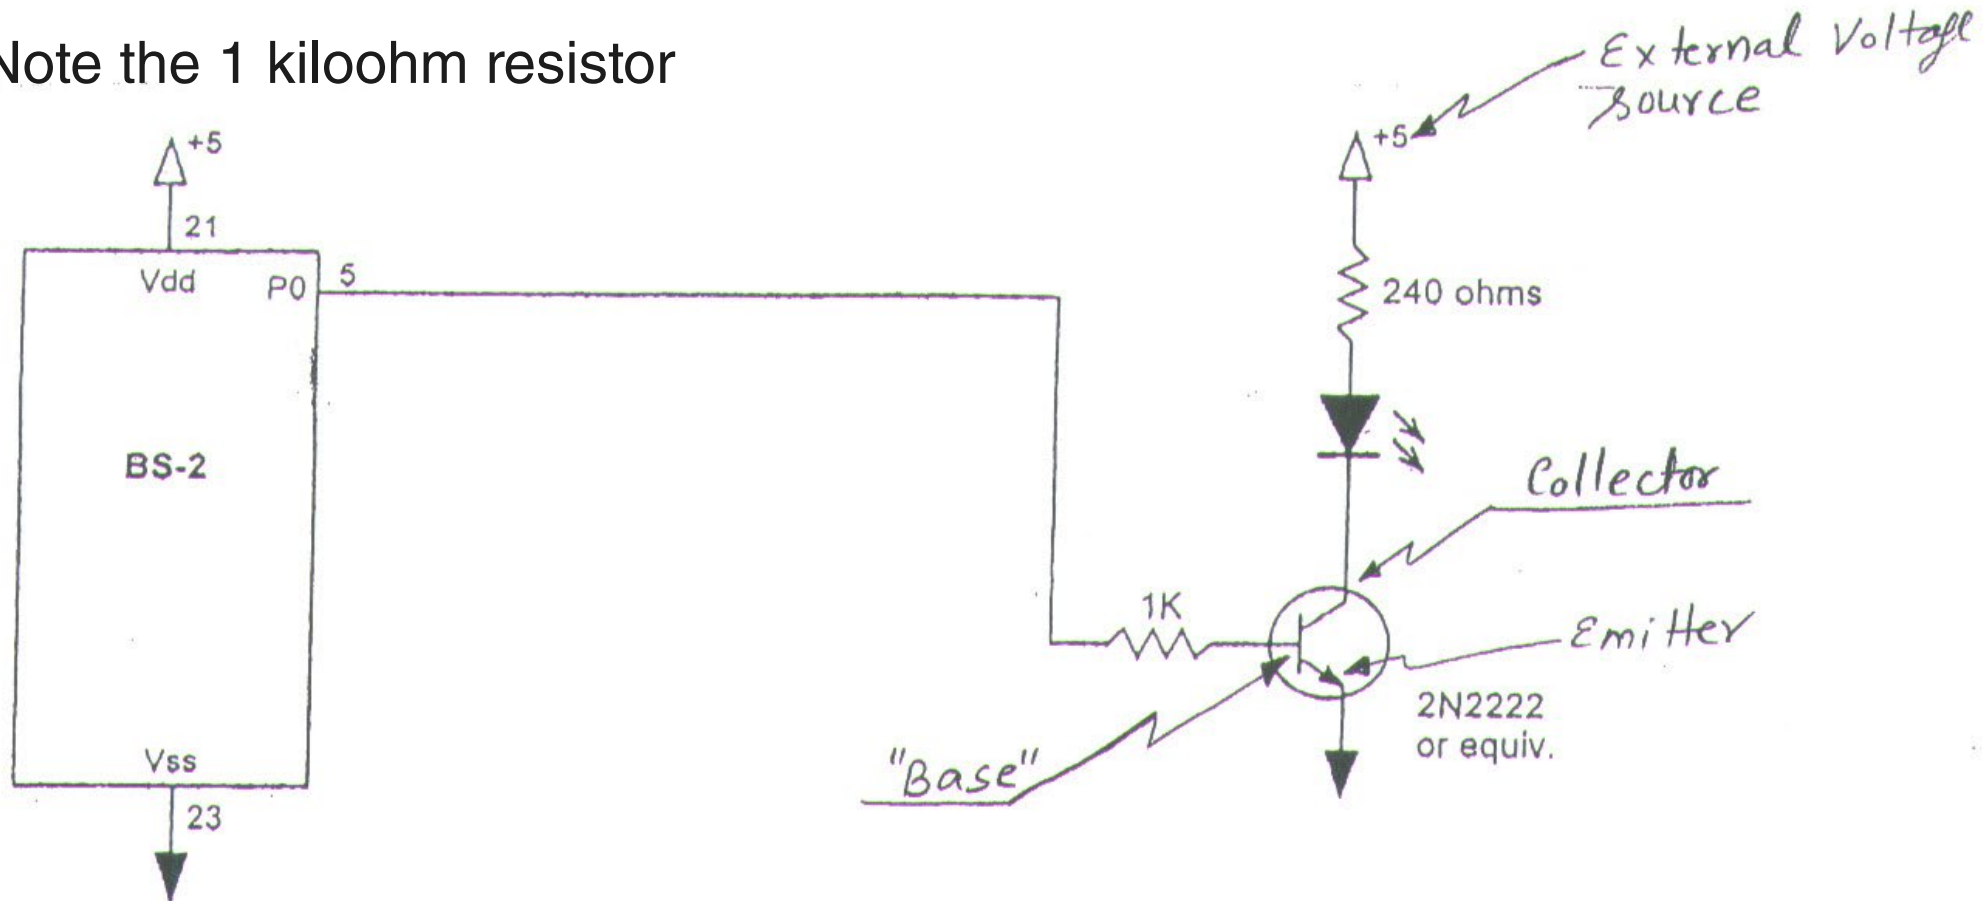 Note the 1 kiloohm resistor
External Voltage
source
+5
+5
21
Vdd
P0
5
240 ohms
BS-2
Collector
1K
Emitter
2N2222
or equiv.
"Base"
Vss
23